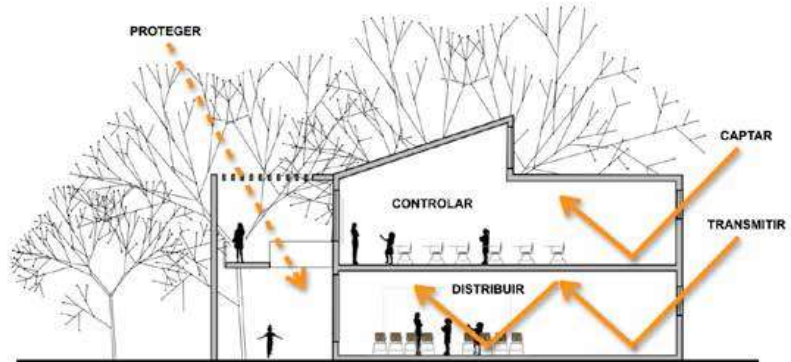 PROTEGER
CAPTAR
CONTROLAR
TRANSMITIR
DISTRIBUIR